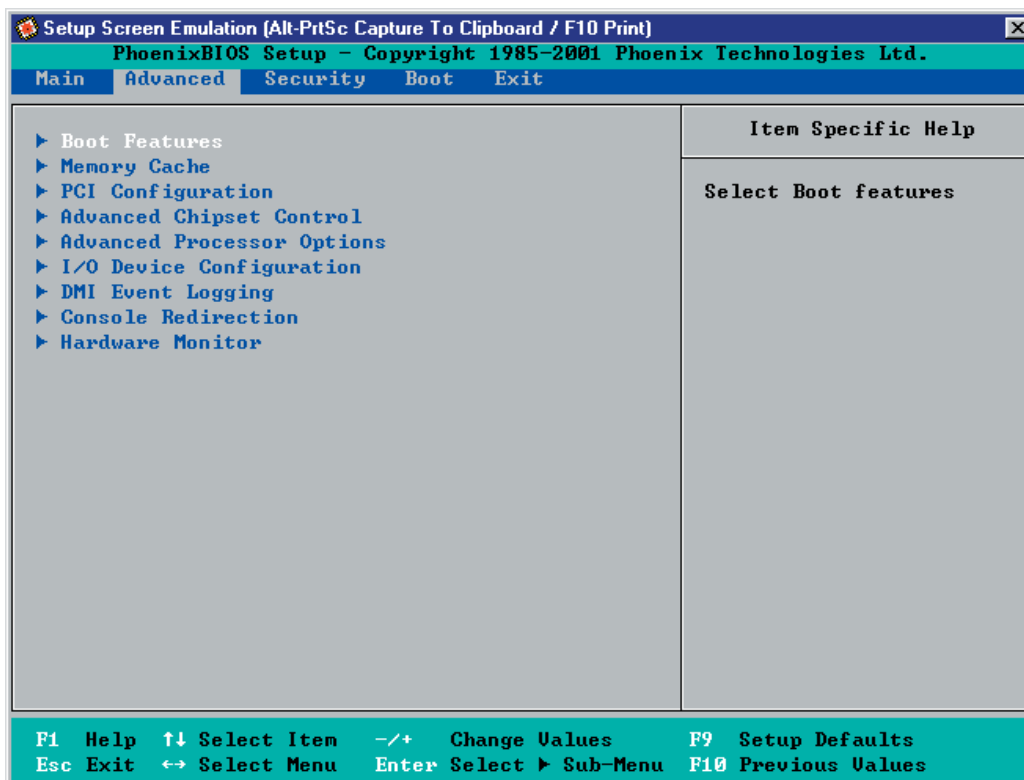 Setup Screen Emulation (Alt-PrtSc Capture To Clipboard / F10 Print)
PhoenixBIOS Setup - Copyright 1985-2001 Phoenix Technologies Ltd.
Main Advanced Security Boot Exit
Item Specific Help
▶ Boot Features
▶ Memory Cache
▶ PCI Configuration
▶ Advanced Chipset Control
▶ Advanced Processor Options
▶ I/O Device Configuration
▶ DMI Event Logging
▶ Console Redirection
▶ Hardware Monitor
Select Boot features
F1 Help ↑↓ Select Item -/+ Change Values F9 Setup Defaults
Esc Exit ↔ Select Menu Enter Select ▶ Sub-Menu F10 Previous Values